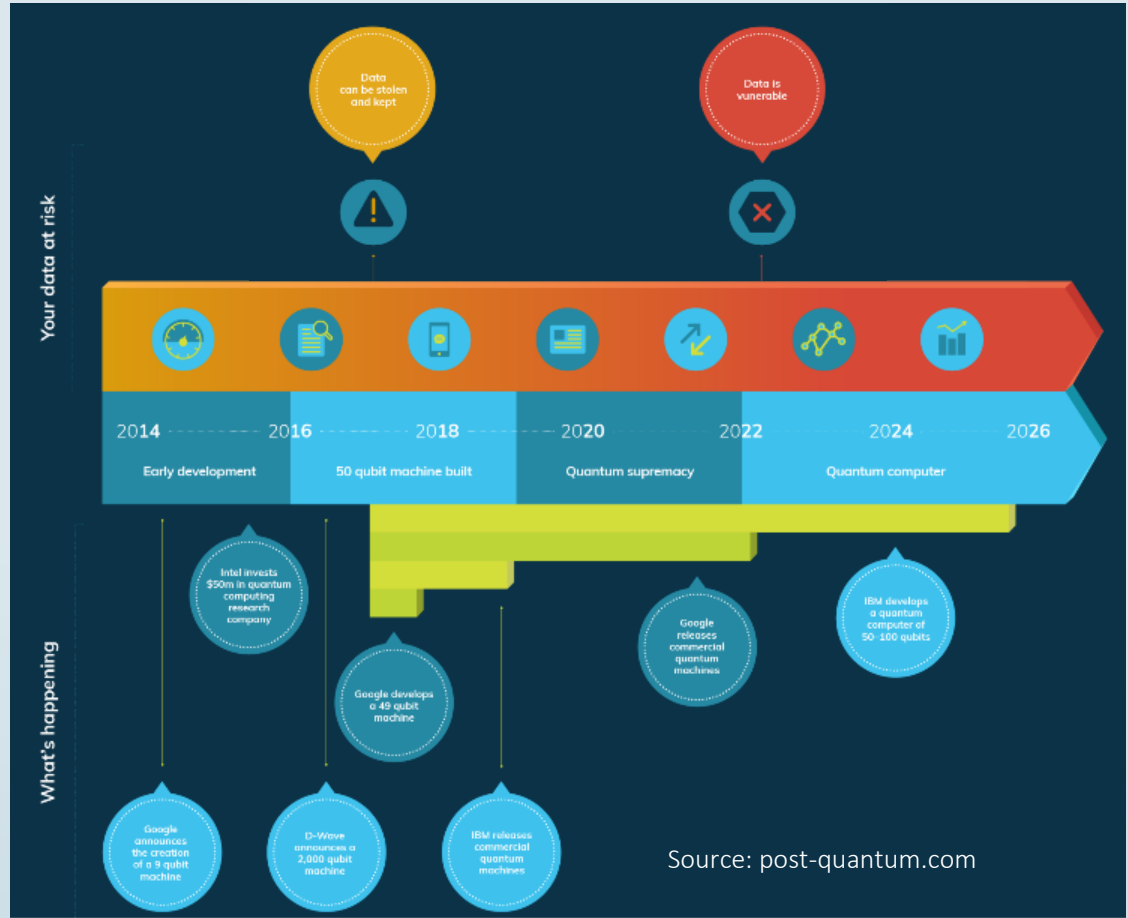 Data
can be stolen
and kept
Data is
vunerable
Your data at risk
2014
2016
2018
2020
2022
2024
2026
Early development
50 qubit machine built
Quantum supremacy
Quantum computer
What's happening
Intel invests
$50m in quantum
computing
research
company
Google develops
a 49 qubit
machine
Google
releases
commercial
quantum
machines
IBM develops
a quantum
computer of
50-100 qubits
Google
announces
the creation
of a 9 qubit
machine
D-Wave
announces a
2,000 qubit
machine
IBM releases
commercial
quantum
machines
Source: post-quantum.com